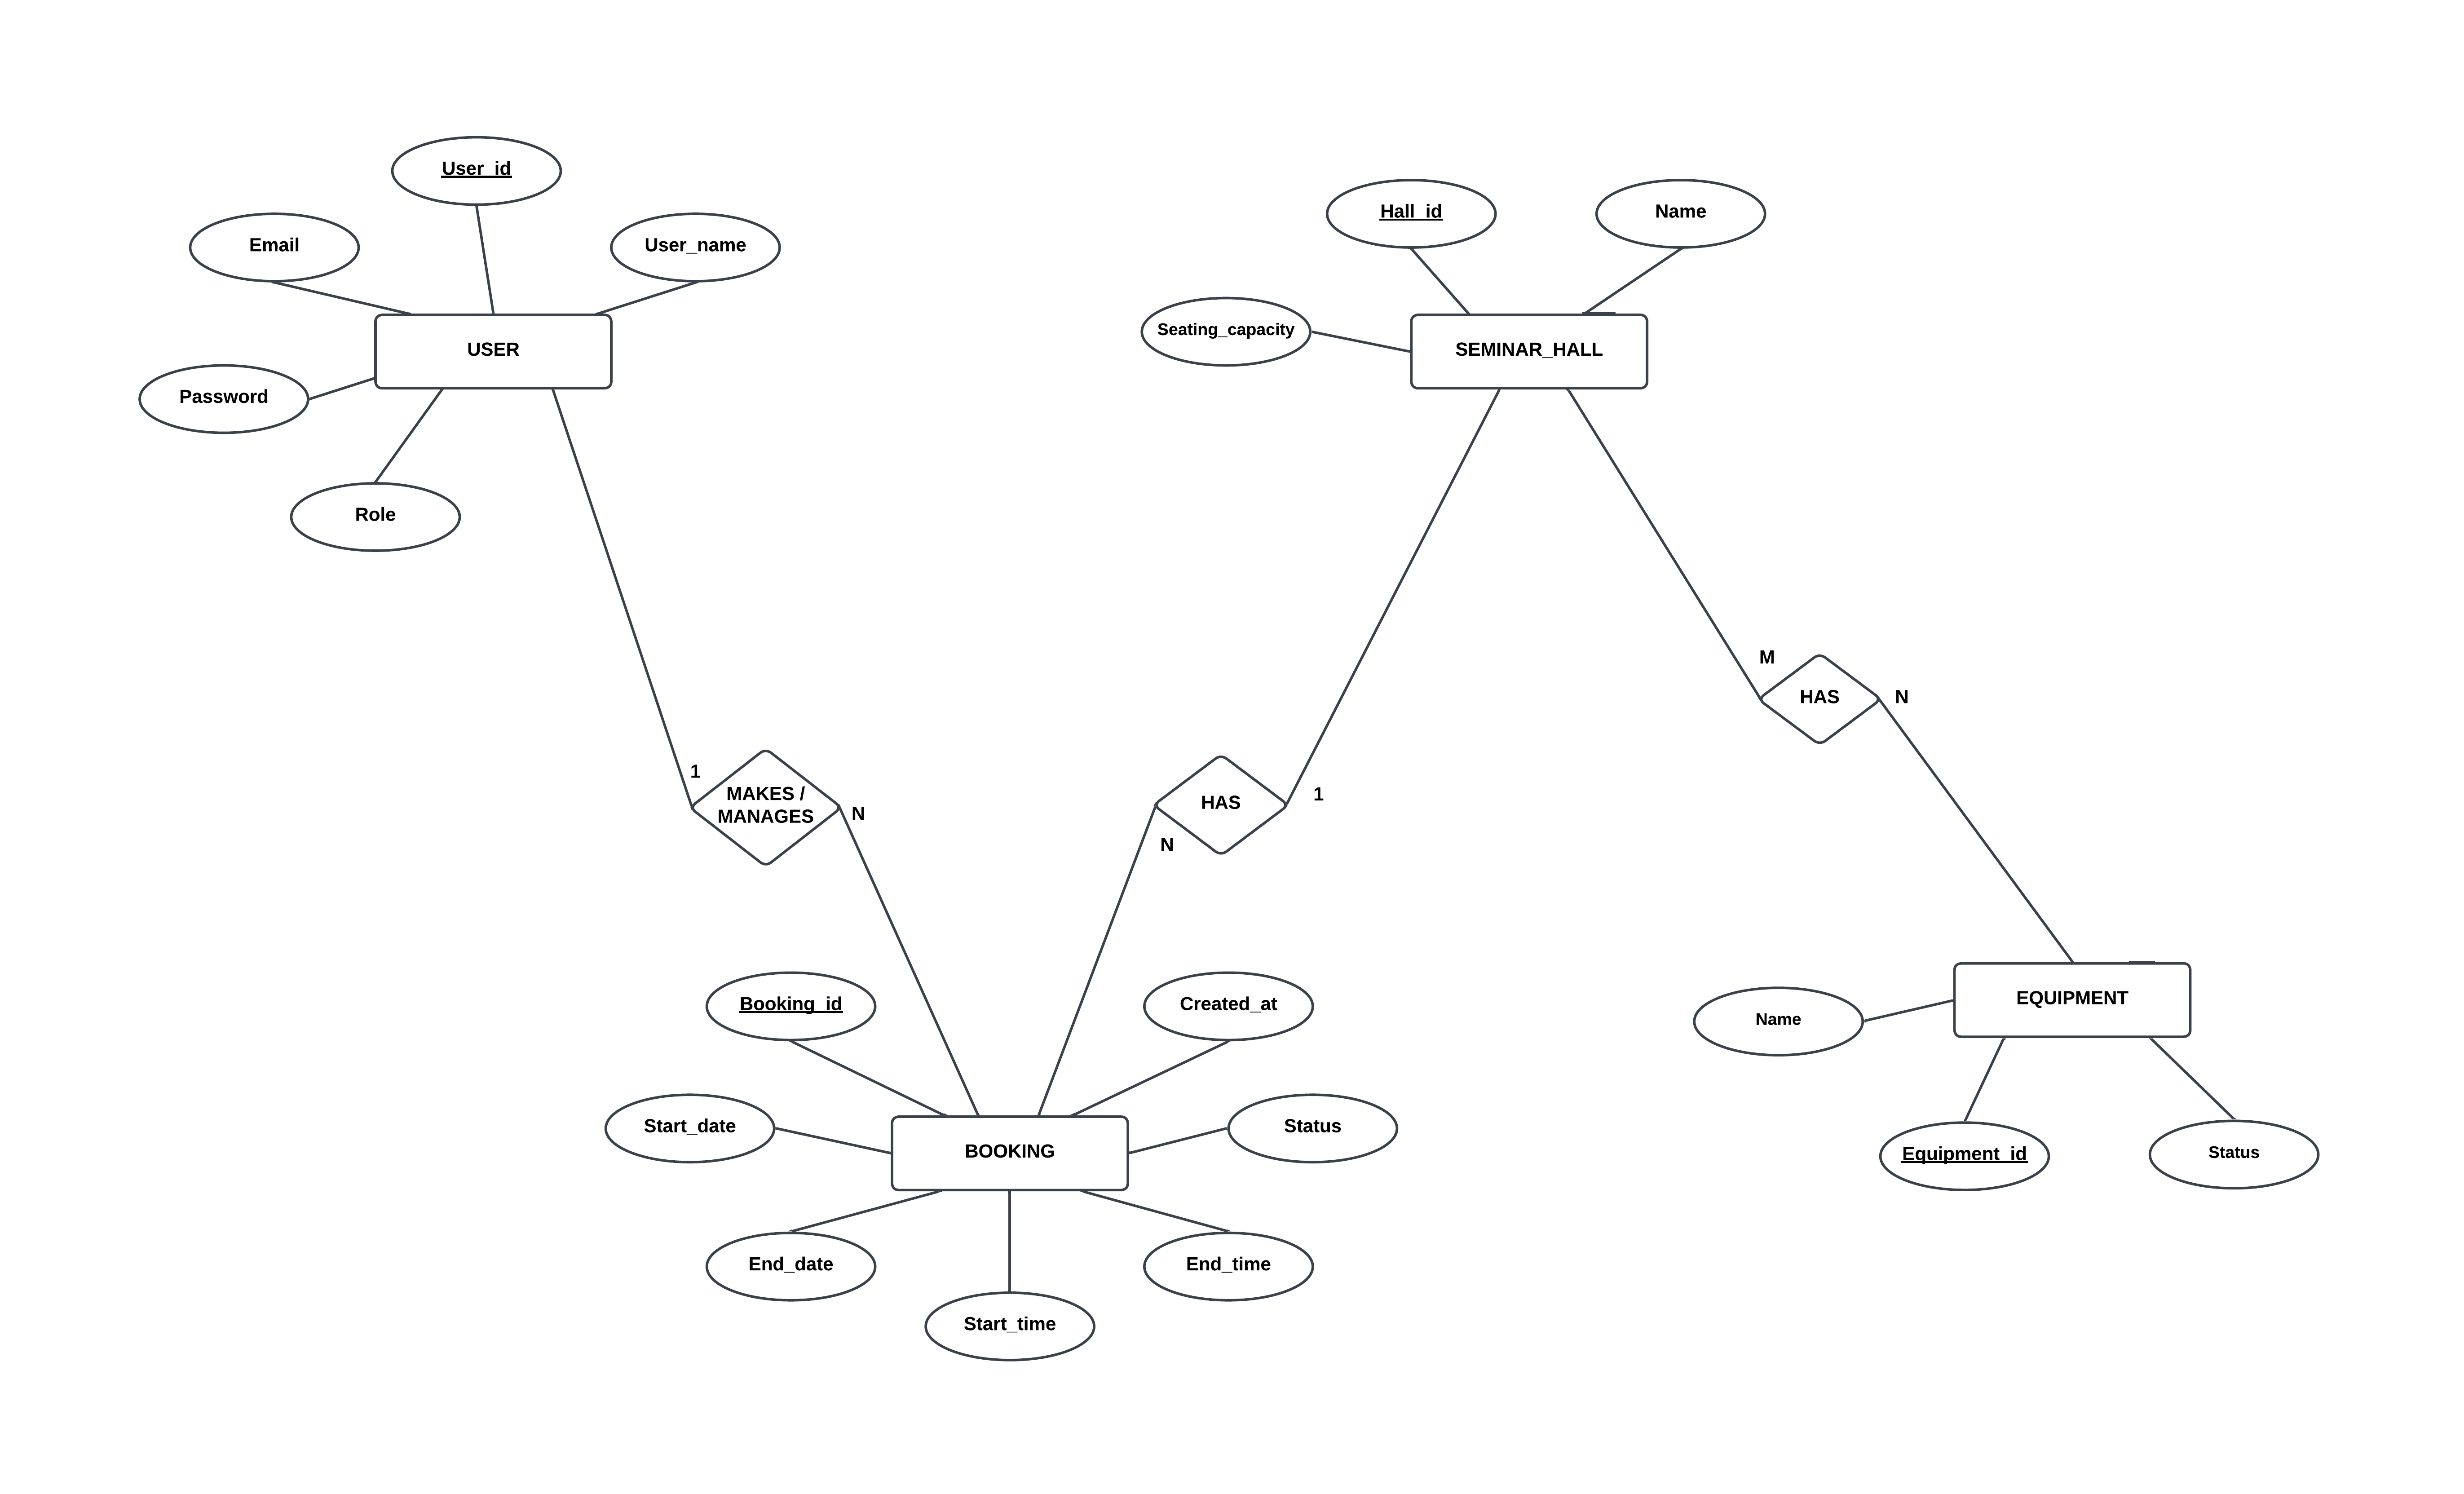 User_id
Email
User_name
USER
Password
Role
Hall_id
Name
Seating_capacity
SEMINAR_HALL
M
HAS
N
1
MAKES /
MANAGES
N
HAS
1
N
Booking_id
Created_at
Start_date
Status
BOOKING
End_date
End_time
Start_time
EQUIPMENT
Name
Equipment_id
Status